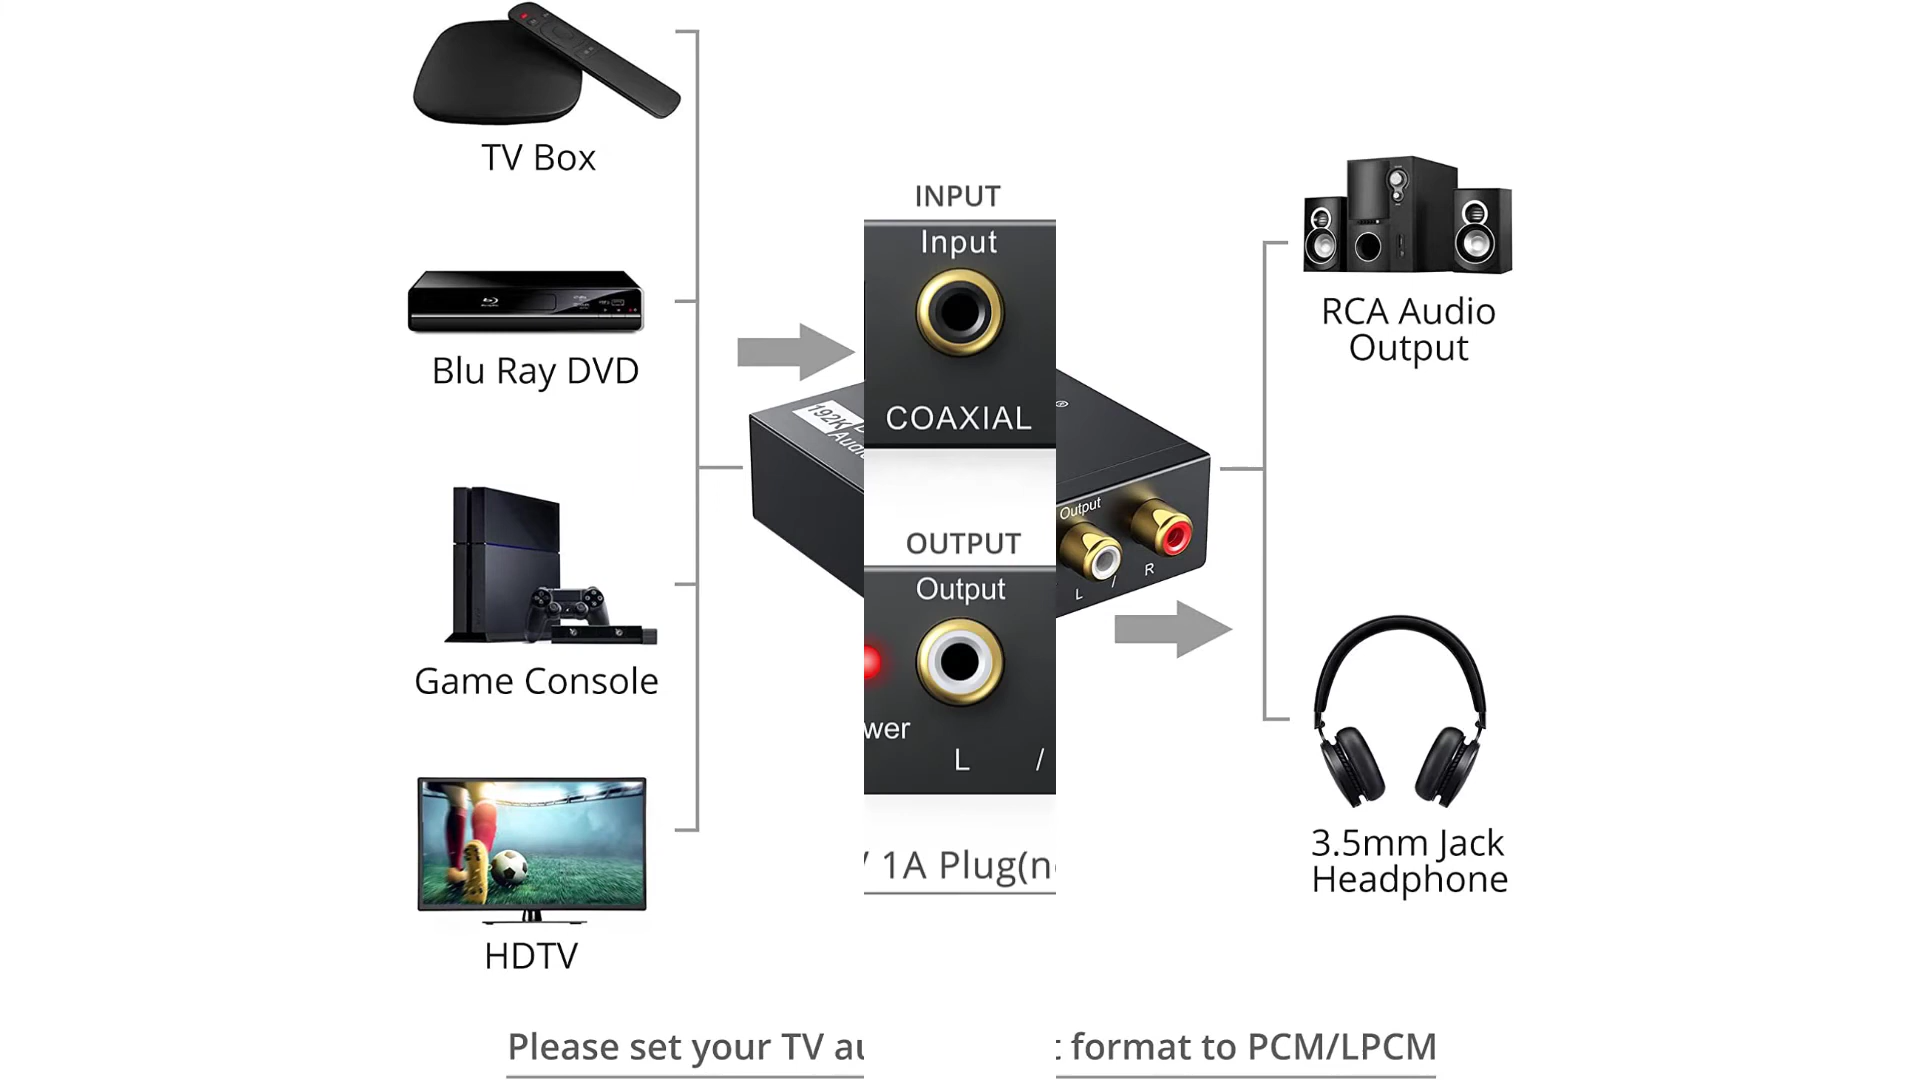 TV Box
Blu Ray DVD
Game Console
HDTV
192K
INPUT
Input
COAXIAL
OUTPUT
Output
wer
L /
/ 1A Plug(n
Output
L / R
RCA Audio
Output
3.5mm Jack
Headphone
Please set your TV au
t format to PCM/LPCM